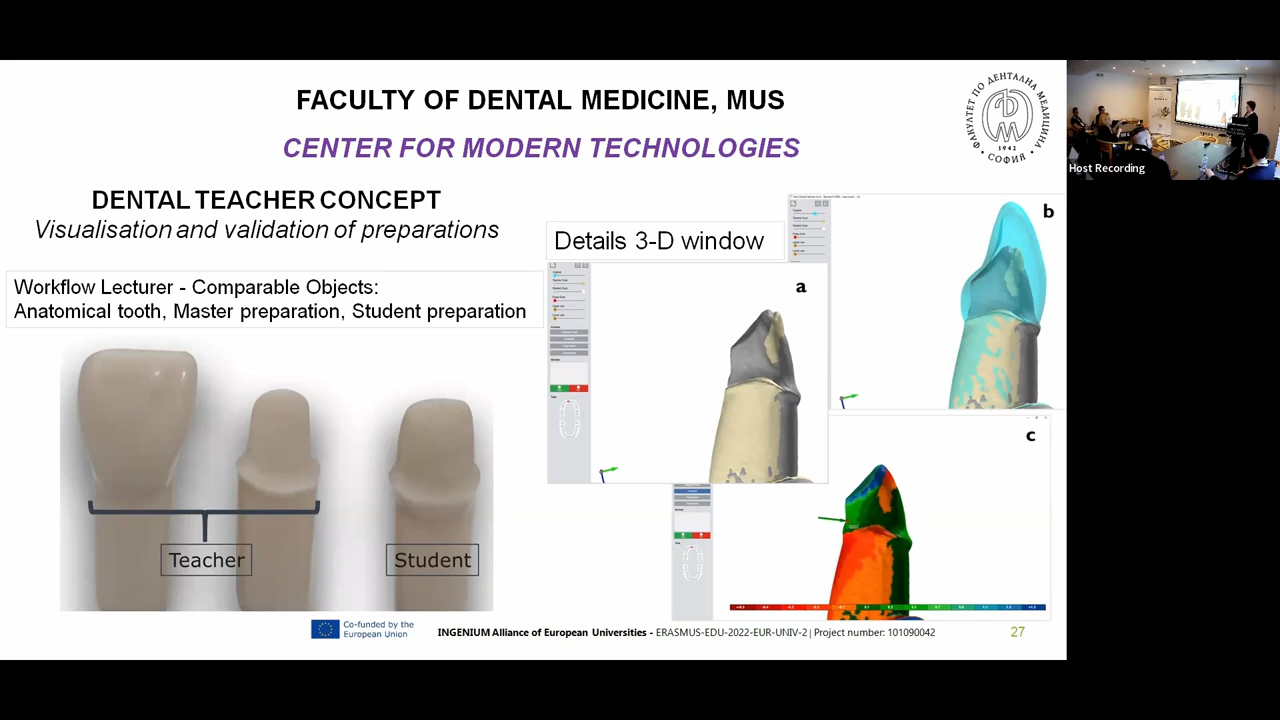 FACULTY OF DENTAL MEDICINE, MUS
CENTER FOR MODERN TECHNOLOGIES
ФАКУЛТЕТ ПО ДЕНТАЛНА МЕДИЦИНА
1942
• СОФИЯ •
Host Recording
DENTAL TEACHER CONCEPT
Visualisation and validation of preparations
Workflow Lecturer - Comparable Objects:
Anatomical tooth, Master preparation, Student preparation
Teacher
Student
Details 3-D window
a
b
c
Co-funded by the
European Union
INGENIUM Alliance of European Universities - ERASMUS-EDU-2022-EUR-UNIV-2 | Project number: 101090042
27